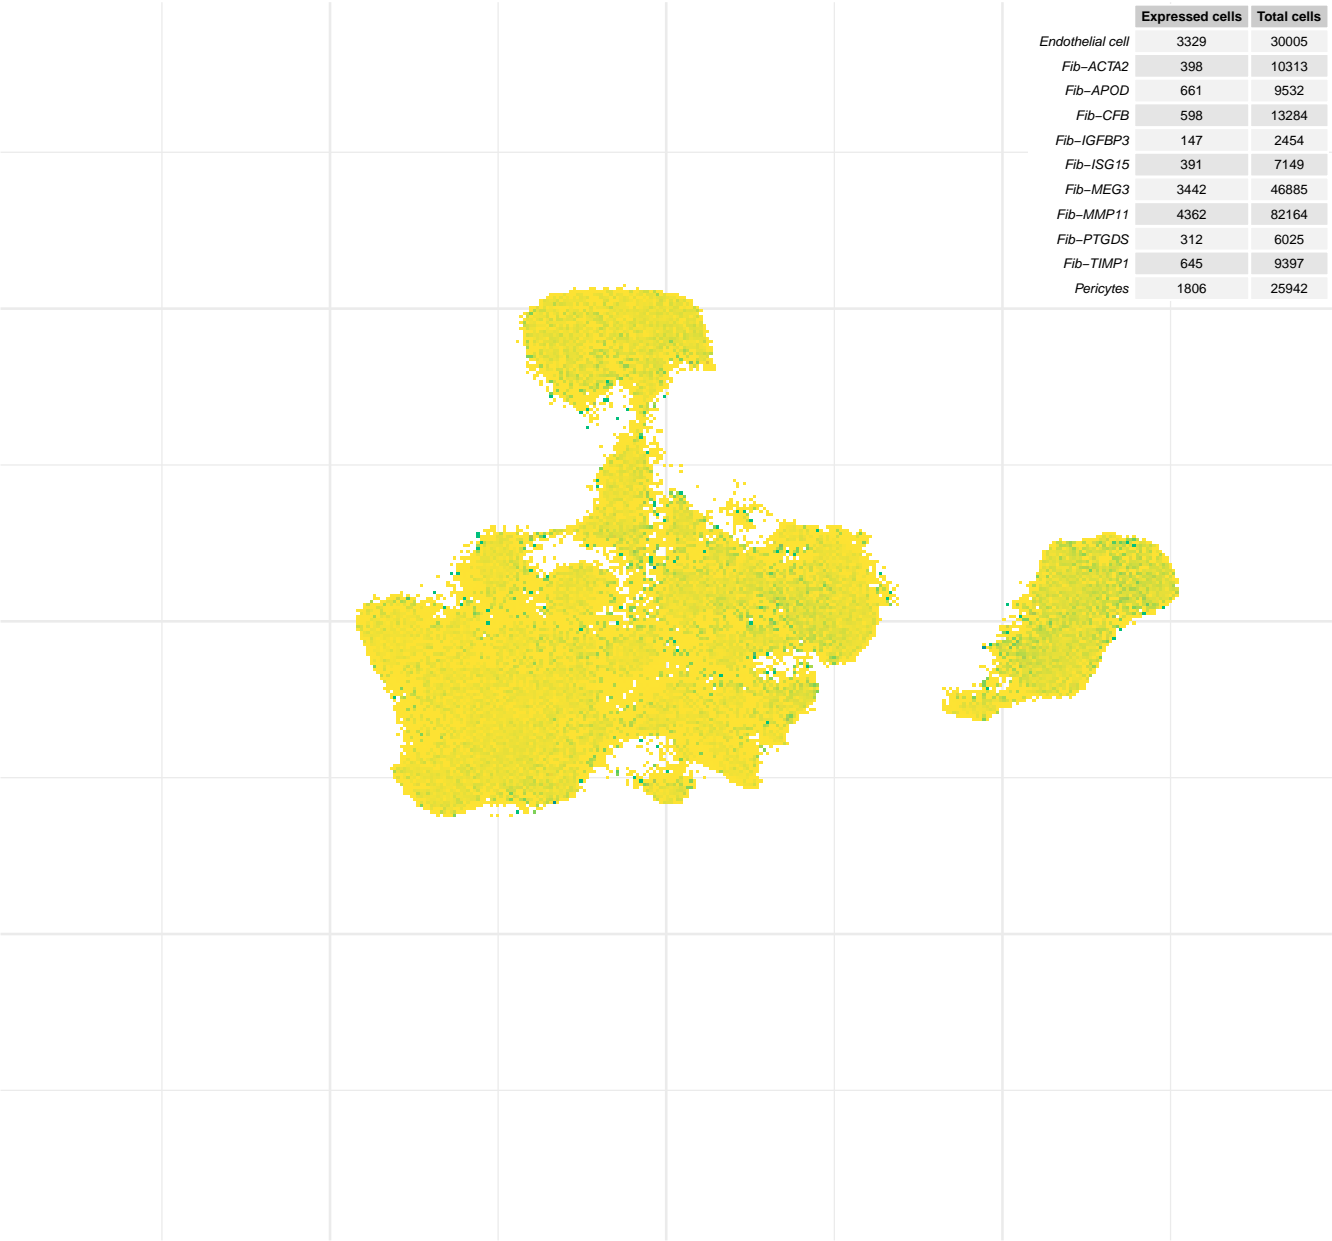 Expressed cells Total cells
Endothelial cell 3329 30005
Fib−ACTA2 398 10313
Fib−APOD 661 9532
Fib−CFB 598 13284
Fib−IGFBP3 147 2454
Fib−ISG15 391 7149
Fib−MEG3 3442 46885
Fib−MMP11 4362 82164
Fib−PTGDS 312 6025
Fib−TIMP1 645 9397
Pericytes 1806 25942